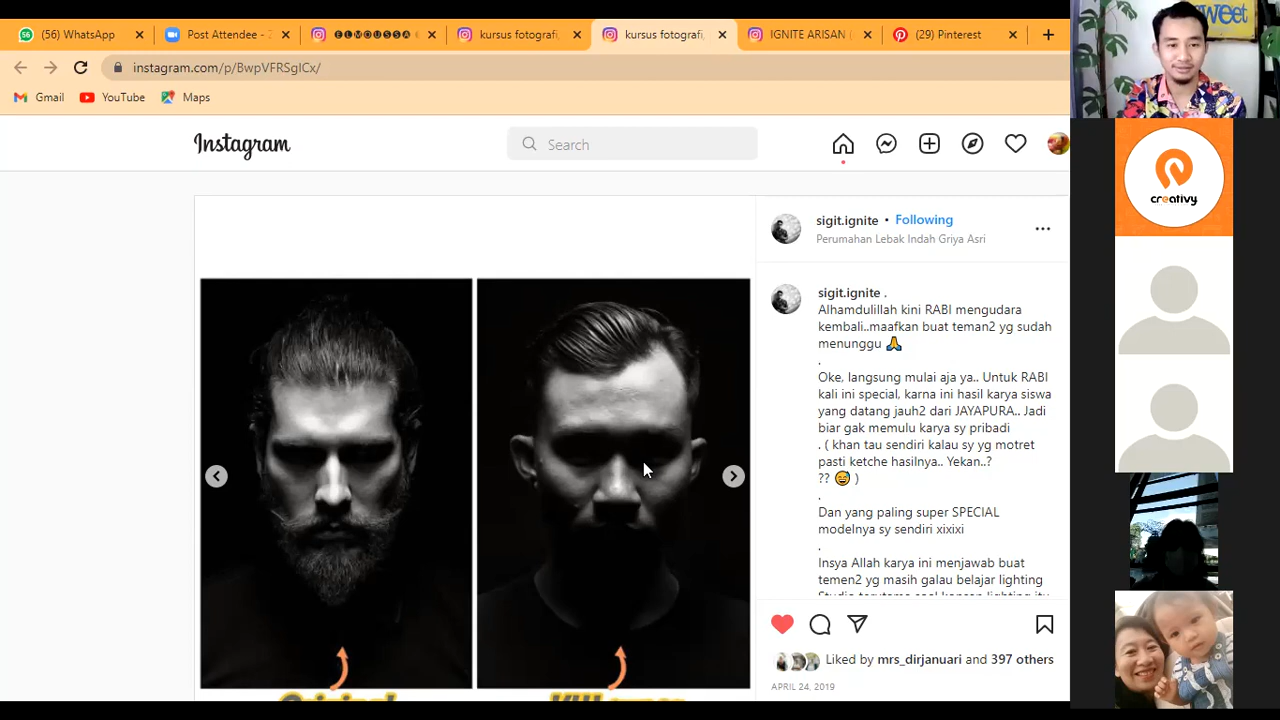 (56) WhatsApp
Post Attendee - Z
🅔🅛🅜🅞🅤🅢🅢🅐
kursus fotografi,
kursus fotografi,
IGNITE ARISAN
(29) Pinterest
instagram.com/p/BwpVFRSgICx/
Gmail
YouTube
Maps
Instagram
Search
sigit.ignite • Following
Perumahan Lebak Indah Griya Asri
sigit.ignite .
Alhamdulillah kini RABI mengudara
kembali..maafkan buat teman2 yg sudah
menunggu 🙏
.
Oke, langsung mulai aja ya.. Untuk RABI
kali ini special, karna ini hasil karya siswa
yang datang jauh2 dari JAYAPURA.. Jadi
biar gak memulu karya sy pribadi
. ( khan tau sendiri kalau sy yg motret
pasti ketche hasilnya.. Yekan..?
?? 😅 )
.
Dan yang paling super SPECIAL
modelnya sy sendiri xixixi
.
Insya Allah karya ini menjawab buat
temen2 yg masih galau belajar lighting
Liked by mrs_dirjanuari and 397 others
APRIL 24, 2019
Original
creativy